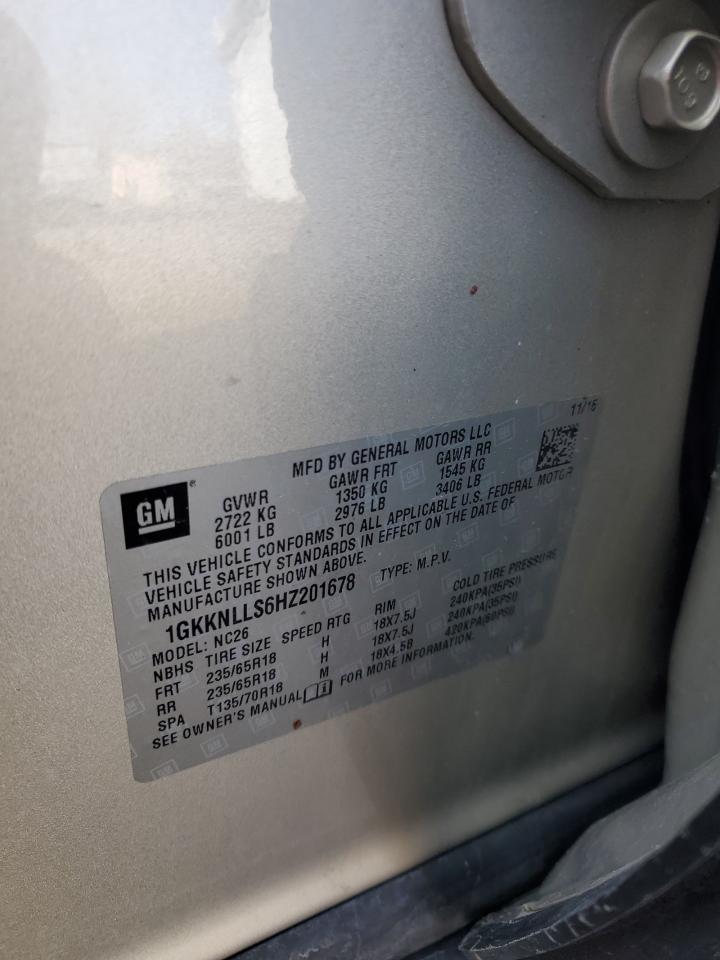 10.9
11/16
MFD BY GENERAL MOTORS LLC
GM
GVWR GAWR FRT GAWR RR
2722 KG 1350 KG 1545 KG
6001 LB 2976 LB 3406 LB
THIS VEHICLE CONFORMS TO ALL APPLICABLE U.S. FEDERAL MOTOR
VEHICLE SAFETY STANDARDS IN EFFECT ON THE DATE OF
MANUFACTURE SHOWN ABOVE.
1GKKNLLS6HZ201678 TYPE: M.P.V.
MODEL: NC26
NBHS TIRE SIZE SPEED RTG RIM COLD TIRE PRESSURE
FRT 235/65R18 H 18X7.5J 240KPA(35PSI)
RR 235/65R18 H 18X7.5J 240KPA(35PSI)
SPA T135/70R18 M 18X4.5B 420KPA(60PSI)
SEE OWNER'S MANUAL FOR MORE INFORMATION.